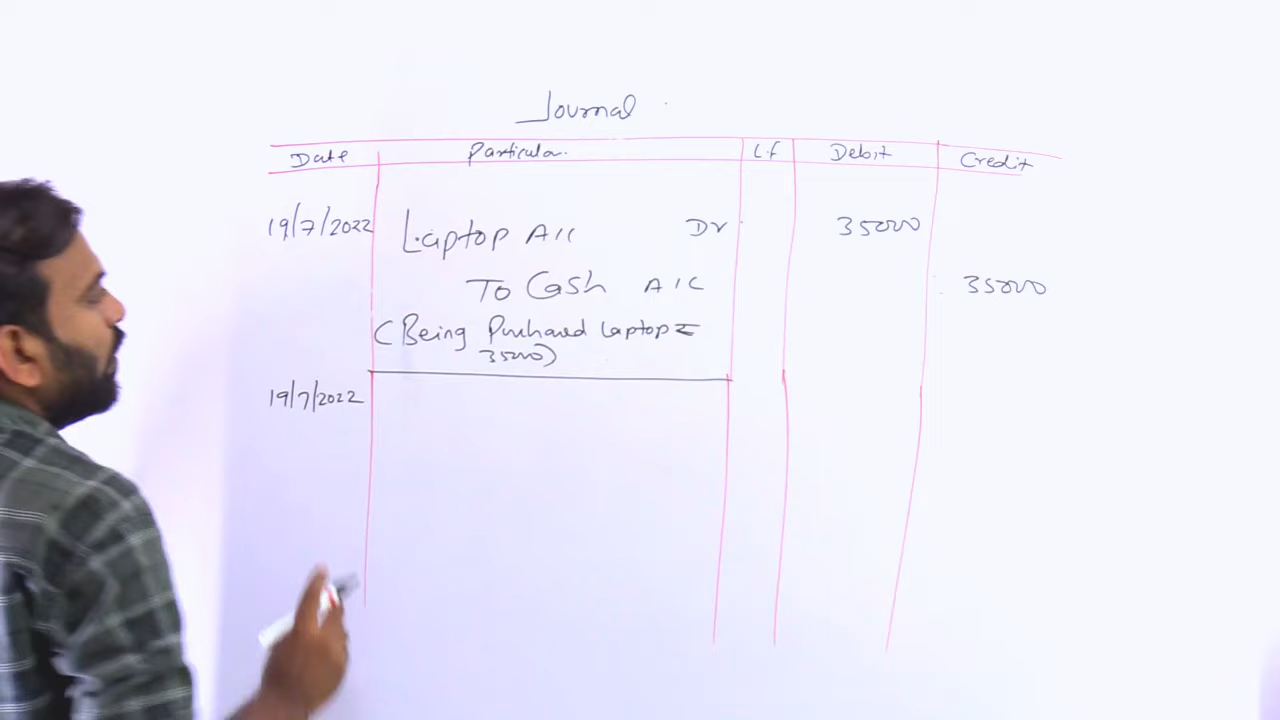 Journal
Date Particular. L.f Debit Credit
19/7/2022 Laptop A/C Dr 35000
To Cash A/C 35000
(Being Purchased Laptop =
35000)
19/7/2022